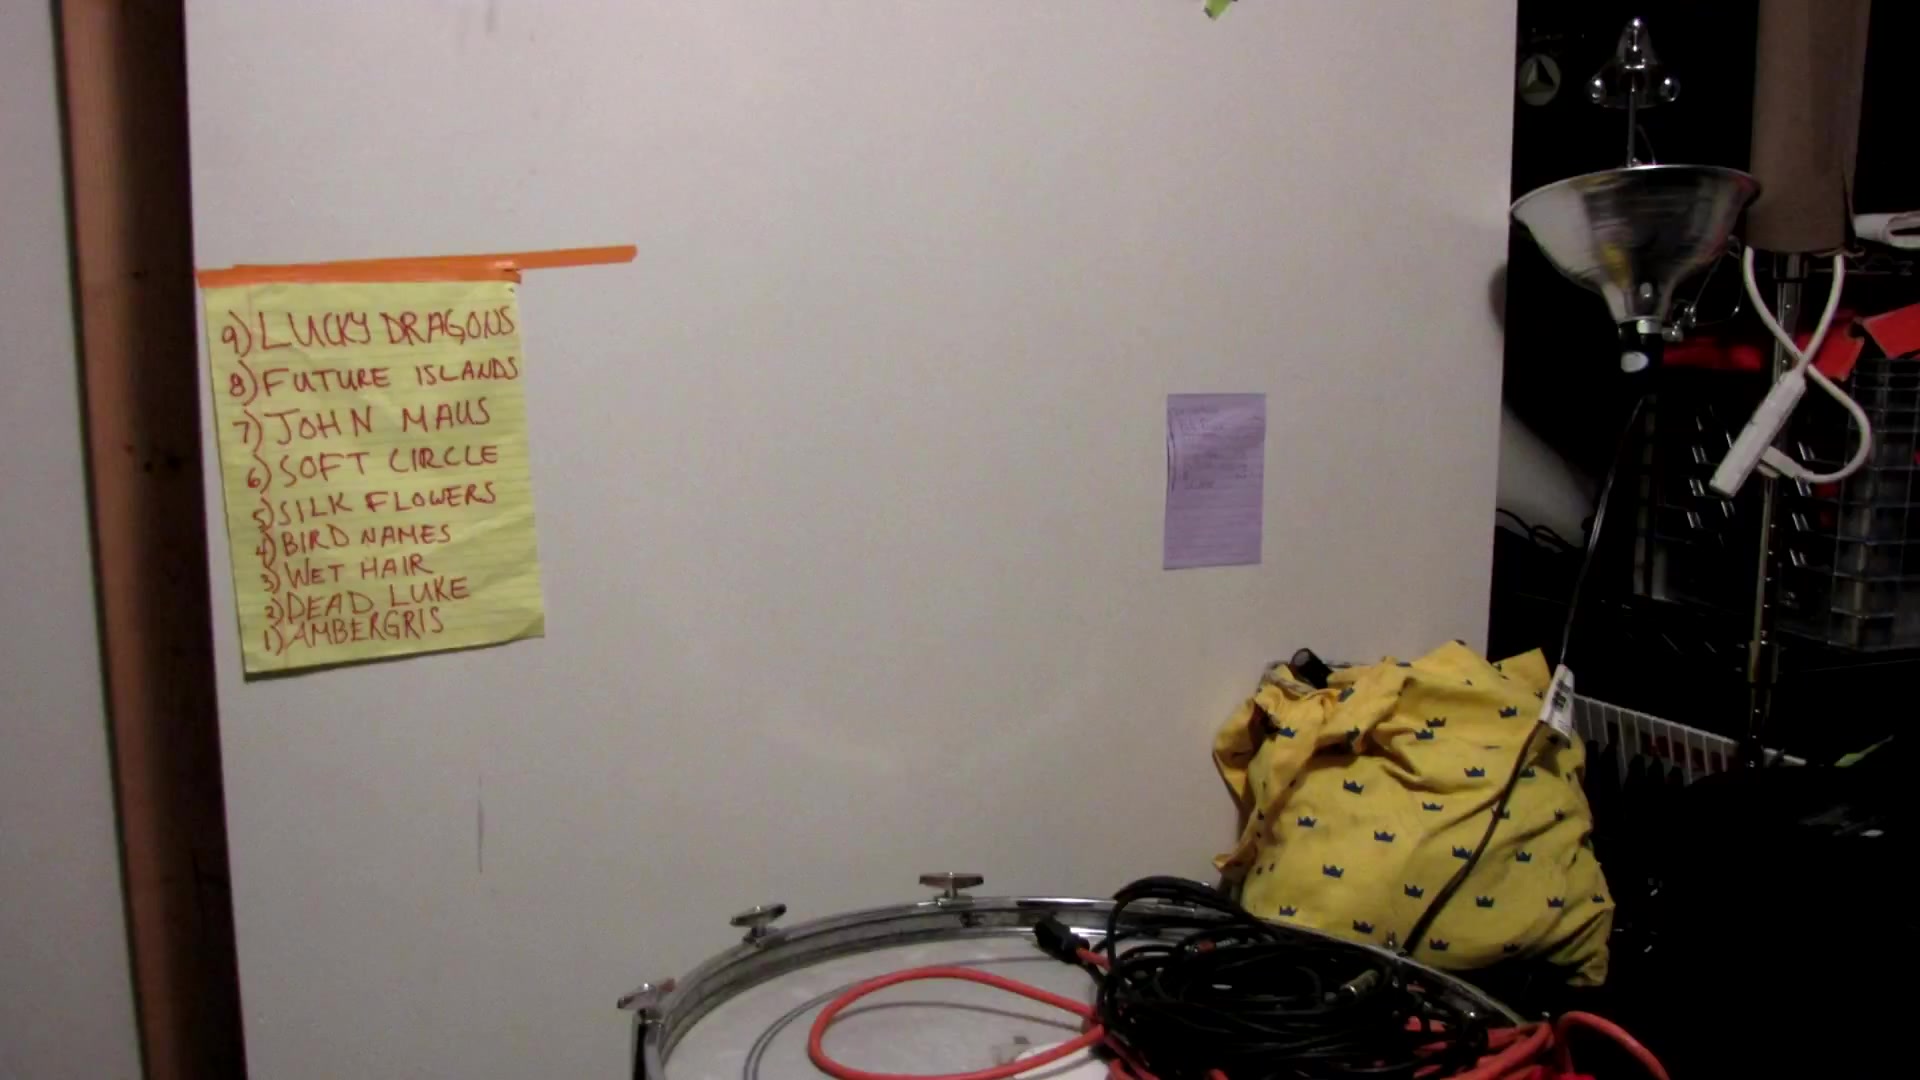 9) LUCKY DRAGONS
8) FUTURE ISLANDS
7) JOHN MAUS
6) SOFT CIRCLE
5) SILK FLOWERS
4) BIRD NAMES
3) WET HAIR
2) DEAD LUKE
1) AMBERGRIS